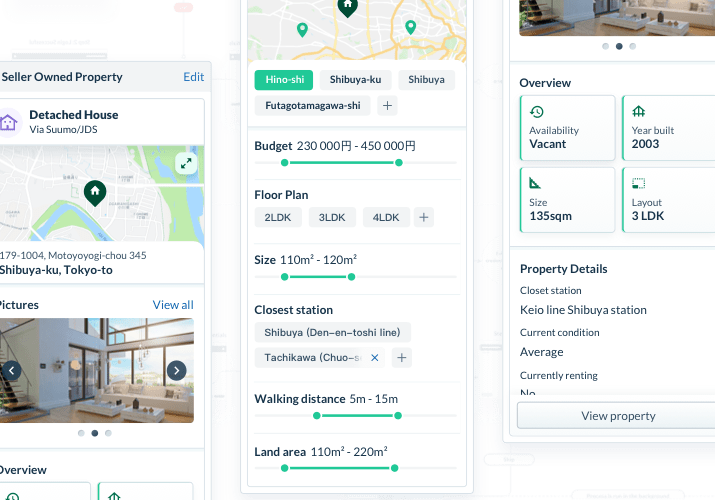 Seller Owned Property
Edit
Detached House
Via Suumo/JDS
179-1004, Motoyoyogi-chou 345
Shibuya-ku, Tokyo-to
Pictures
View all
Overview
Hino-shi
Shibuya-ku
Shibuya
Futagotamagawa-shi
Budget 230 000円 - 450 000円
Floor Plan
2LDK
3LDK
4LDK
Size 110m² - 120m²
Closest station
Shibuya (Den-en-toshi line)
Tachikawa (Chuo-s
Walking distance 5m - 15m
Land area 110m² - 220m²
Overview
Availability
Vacant
Year built
2003
Size
135sqm
Layout
3 LDK
Property Details
Closet station
Keio line Shibuya station
Current condition
Average
Currently renting
No
View property